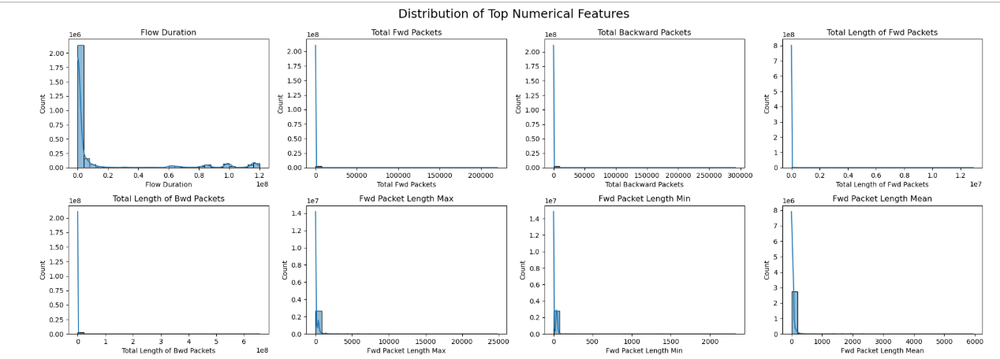 Distribution of Top Numerical Features
Flow Duration
1e6
2.00
1.75
1.50
1.25
1.00
0.75
0.50
0.25
0.00
Count
0.0 0.2 0.4 0.6 0.8 1.0 1.2
Flow Duration 1e8
Total Fwd Packets
1e8
2.00
1.75
1.50
1.25
1.00
0.75
0.50
0.25
0.00
Count
0 50000 100000 150000 200000
Total Fwd Packets
Total Backward Packets
1e8
2.00
1.75
1.50
1.25
1.00
0.75
0.50
0.25
0.00
Count
0 50000 100000 150000 200000 250000 300000
Total Backward Packets
Total Length of Fwd Packets
1e8
8
7
6
5
4
3
2
1
0
Count
0.0 0.2 0.4 0.6 0.8 1.0 1.2
Total Length of Fwd Packets 1e7
Total Length of Bwd Packets
1e8
2.00
1.75
1.50
1.25
1.00
0.75
0.50
0.25
0.00
Count
0 1 2 3 4 5 6
Total Length of Bwd Packets 1e8
Fwd Packet Length Max
1e7
1.4
1.2
1.0
0.8
0.6
0.4
0.2
0.0
Count
0 5000 10000 15000 20000 25000
Fwd Packet Length Max
Fwd Packet Length Min
1e7
1.4
1.2
1.0
0.8
0.6
0.4
0.2
0.0
Count
0 500 1000 1500 2000
Fwd Packet Length Min
Fwd Packet Length Mean
1e6
8
7
6
5
4
3
2
1
0
Count
0 1000 2000 3000 4000 5000 6000
Fwd Packet Length Mean